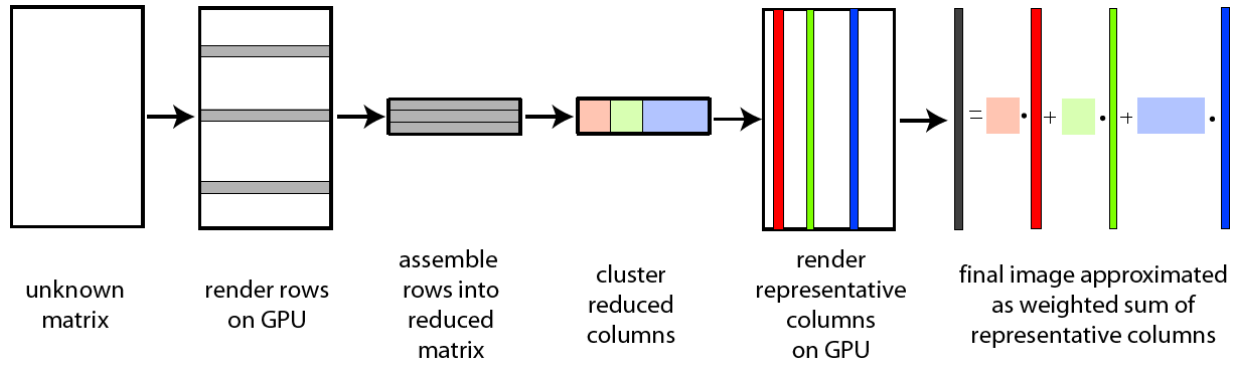 = • + • + •
unknown
matrix
render rows
on GPU
assemble
rows into
reduced
matrix
cluster
reduced
columns
render
representative
columns
on GPU
final image approximated
as weighted sum of
representative columns